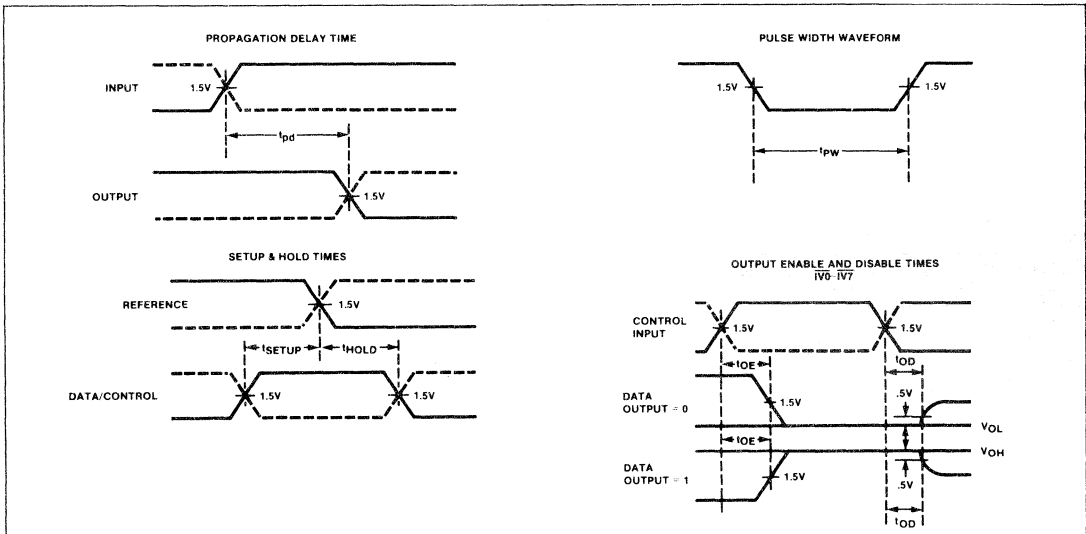 PROPAGATION DELAY TIME
INPUT
1.5V
tpd
OUTPUT
1.5V
PULSE WIDTH WAVEFORM
1.5V
1.5V
tPW
SETUP & HOLD TIMES
REFERENCE
1.5V
tSETUP
tHOLD
DATA/CONTROL
1.5V
1.5V
OUTPUT ENABLE AND DISABLE TIMES
IV0–IV7
CONTROL
INPUT
1.5V
1.5V
tOE
tOD
DATA
OUTPUT = 0
1.5V
.5V
VOL
tOE
VOH
DATA
OUTPUT = 1
1.5V
.5V
tOD